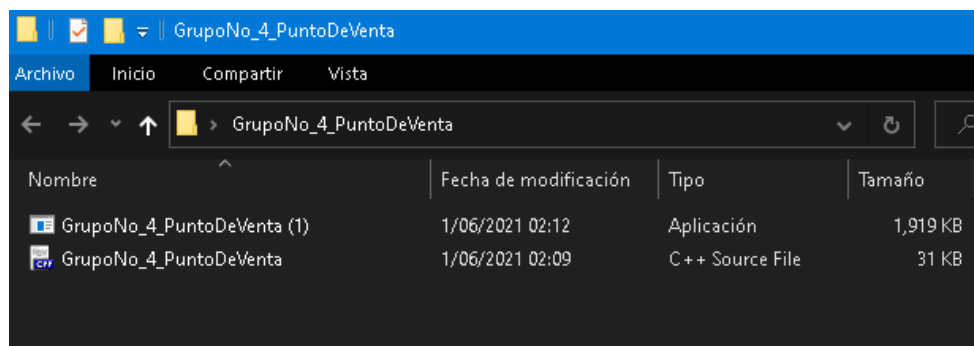 GrupoNo_4_PuntoDeVenta
Archivo Inicio Compartir Vista
GrupoNo_4_PuntoDeVenta
Nombre Fecha de modificación Tipo Tamaño
GrupoNo_4_PuntoDeVenta (1) 1/06/2021 02:12 Aplicación 1,919 KB
GrupoNo_4_PuntoDeVenta 1/06/2021 02:09 C++ Source File 31 KB